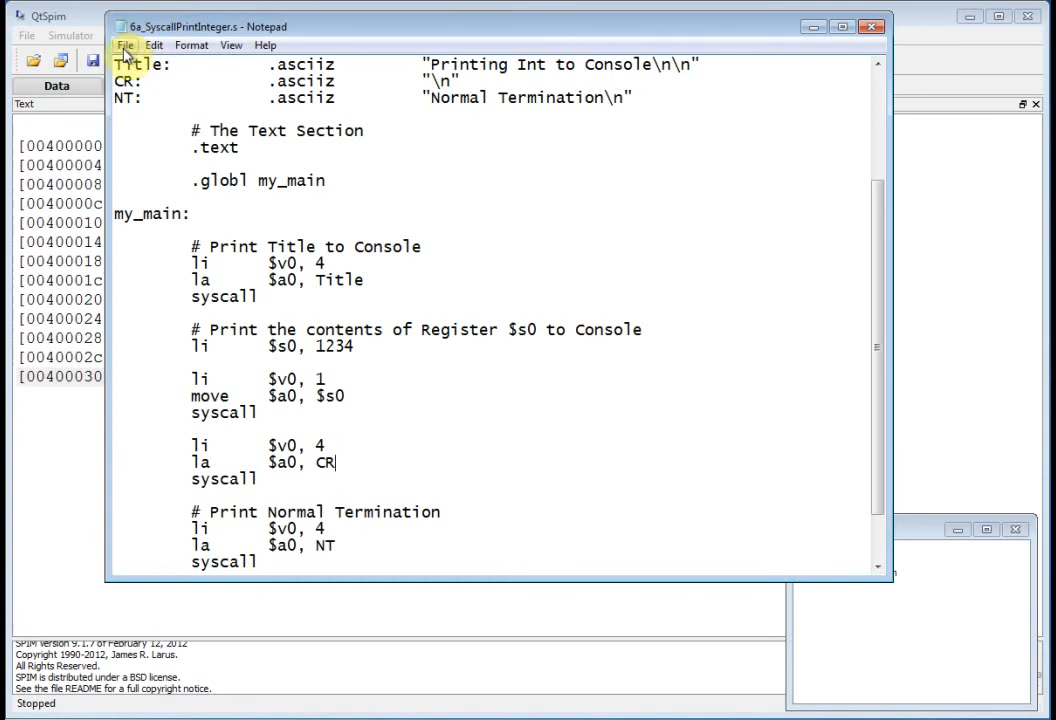 QtSpim
File Simulator
Data
Text
[00400000
[00400004
[00400008
[0040000c
[00400010
[00400014
[00400018
[0040001c
[00400020
[00400024
[00400028
[0040002c
[00400030
6a_SyscallPrintInteger.s - Notepad
File Edit Format View Help
Title: .asciiz "Printing Int to Console\n\n"
CR: .asciiz "\n"
NT: .asciiz "Normal Termination\n"
# The Text Section
.text
.globl my_main
my_main:
# Print Title to Console
li $v0, 4
la $a0, Title
syscall
# Print the contents of Register $s0 to Console
li $s0, 1234
li $v0, 1
move $a0, $s0
syscall
li $v0, 4
la $a0, CR
syscall
# Print Normal Termination
li $v0, 4
la $a0, NT
syscall
SPIM Version 9.1.7 of February 12, 2012
Copyright 1990-2012, James R. Larus.
All Rights Reserved.
SPIM is distributed under a BSD license.
See the file README for a full copyright notice.
Stopped